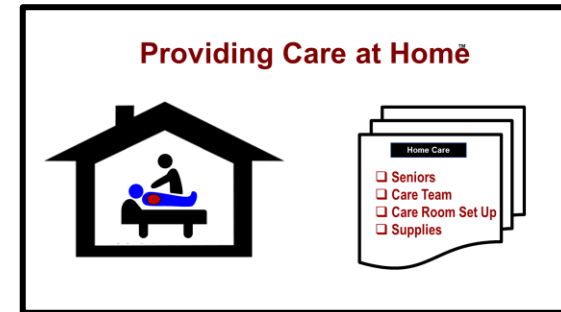 Providing Care at Home™
Home Care
❑ Seniors
❑ Care Team
❑ Care Room Set Up
❑ Supplies